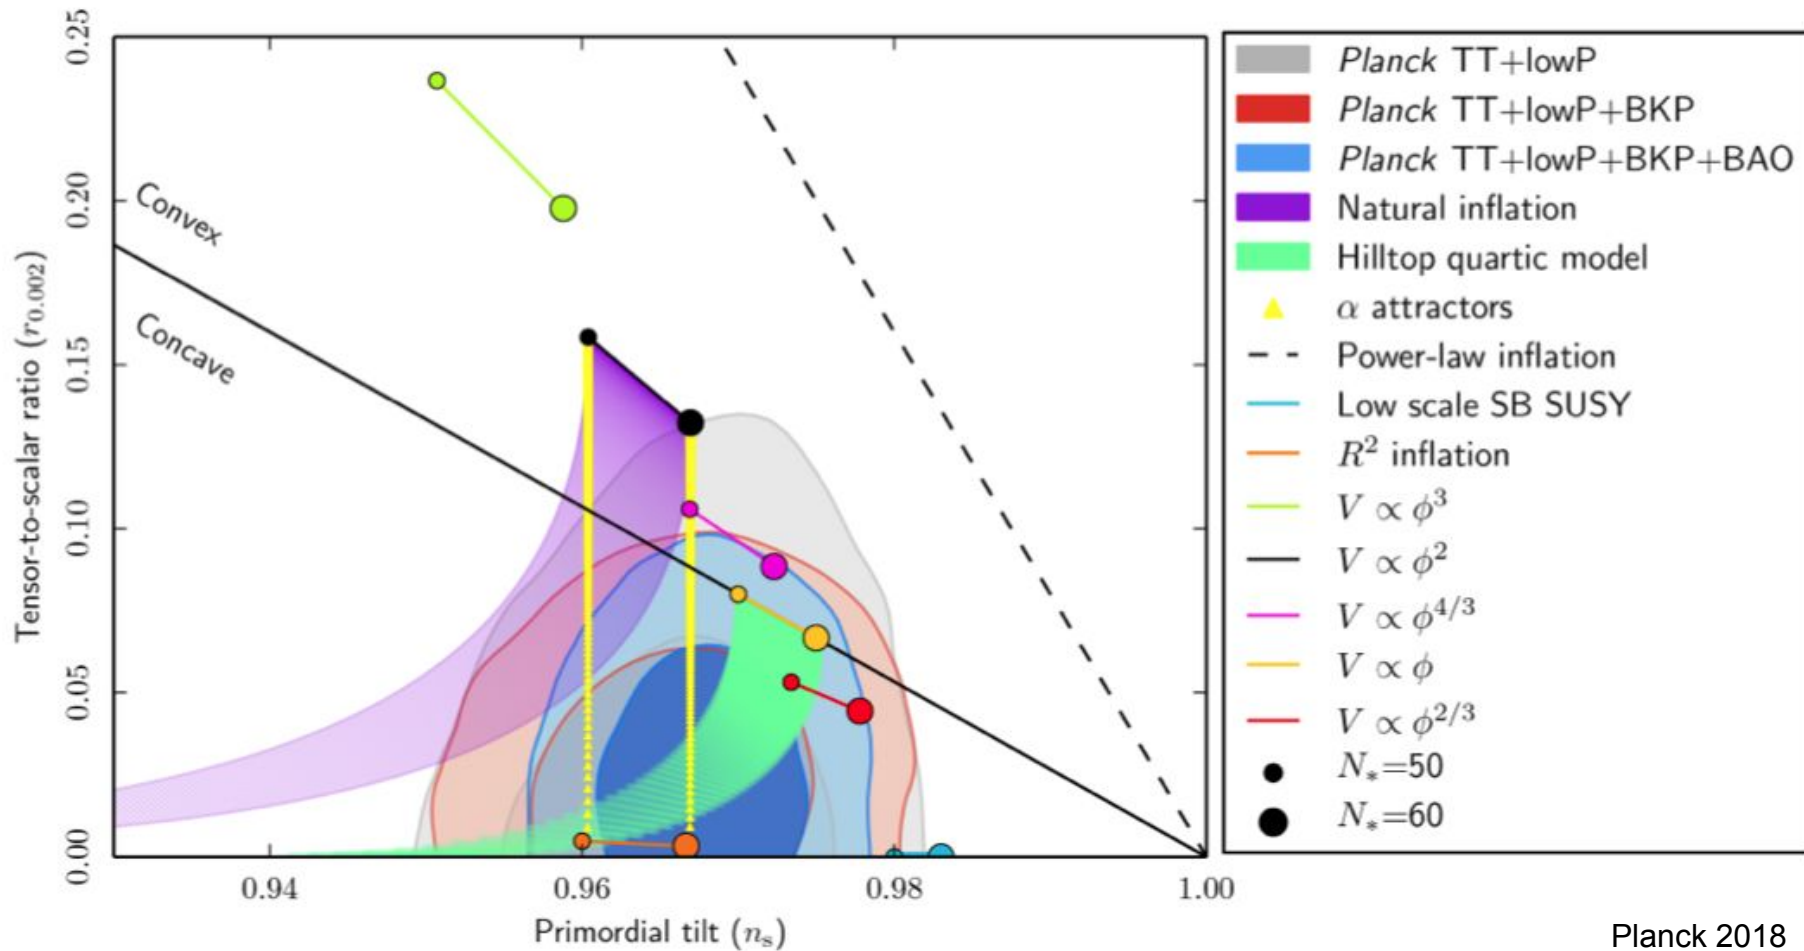 0.25
0.20
0.15
0.10
0.05
0.00
Tensor-to-scalar ratio (r₀.₀₀₂)
Convex
Concave
0.94
0.96
0.98
1.00
Primordial tilt (nₛ)
Planck TT+lowP
Planck TT+lowP+BKP
Planck TT+lowP+BKP+BAO
Natural inflation
Hilltop quartic model
α attractors
Power-law inflation
Low scale SB SUSY
R² inflation
V ∝ ϕ³
V ∝ ϕ²
V ∝ ϕ^{4/3}
V ∝ ϕ
V ∝ ϕ^{2/3}
N∗=50
N∗=60
Planck 2018